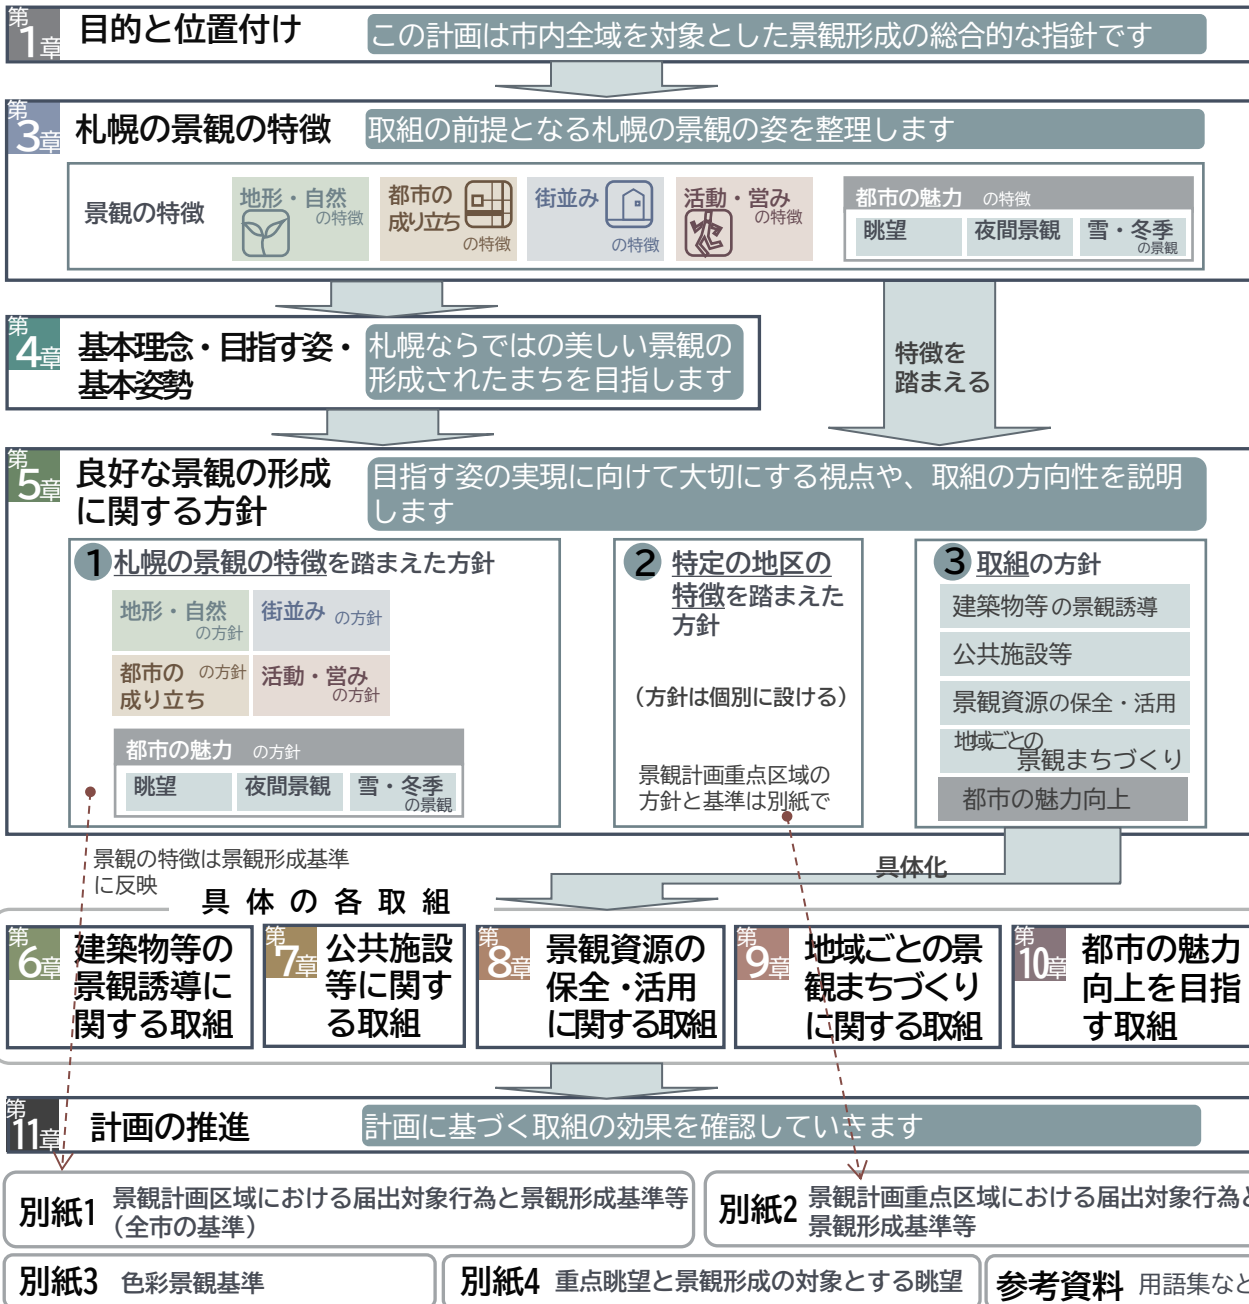 第1章 目的と位置付け この計画は市内全域を対象とした景観形成の総合的な指針です
第3章 札幌の景観の特徴 取組の前提となる札幌の景観の姿を整理します
景観の特徴
地形・自然
の特徴
都市の
成り立ち
の特徴
街並み
の特徴
活動・営み
の特徴
都市の魅力 の特徴
眺望 夜間景観 雪・冬季
の景観
第4章 基本理念・目指す姿・
基本姿勢
札幌ならではの美しい景観の
形成されたまちを目指します
特徴を
踏まえる
第5章 良好な景観の形成
に関する方針
目指す姿の実現に向けて大切にする視点や、取組の方向性を説明
します
1 札幌の景観の特徴を踏まえた方針
地形・自然
の方針
街並み の方針
都市の の方針
成り立ち
活動・営み
の方針
都市の魅力 の方針
眺望 夜間景観 雪・冬季
の景観
2 特定の地区の
特徴を踏まえた
方針
(方針は個別に設ける)
景観計画重点区域の
方針と基準は別紙で
3 取組の方針
建築物等の景観誘導
公共施設等
景観資源の保全・活用
地域ごとの
景観まちづくり
都市の魅力向上
景観の特徴は景観形成基準
に反映
具体化
具体の各取組
第6章 建築物等の
景観誘導に
関する取組
第7章 公共施設
等に関す
る取組
第8章 景観資源の
保全・活用
に関する取組
第9章 地域ごとの景
観まちづくり
に関する取組
第10章 都市の魅力
向上を目指
す取組
第11章 計画の推進 計画に基づく取組の効果を確認していきます
別紙1 景観計画区域における届出対象行為と景観形成基準等
(全市の基準)
別紙2 景観計画重点区域における届出対象行為と
景観形成基準等
別紙3 色彩景観基準
別紙4 重点眺望と景観形成の対象とする眺望
参考資料 用語集など